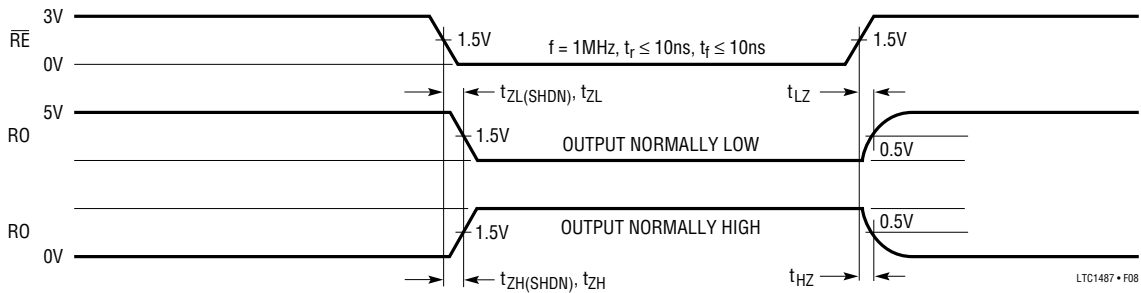 3V
R̅E̅
1.5V
f = 1MHz, tr ≤ 10ns, tf ≤ 10ns
1.5V
0V
tZL(SHDN), tZL
tLZ
5V
RO
1.5V
OUTPUT NORMALLY LOW
0.5V
RO
1.5V
OUTPUT NORMALLY HIGH
0.5V
0V
tZH(SHDN), tZH
tHZ
LTC1487 • F08